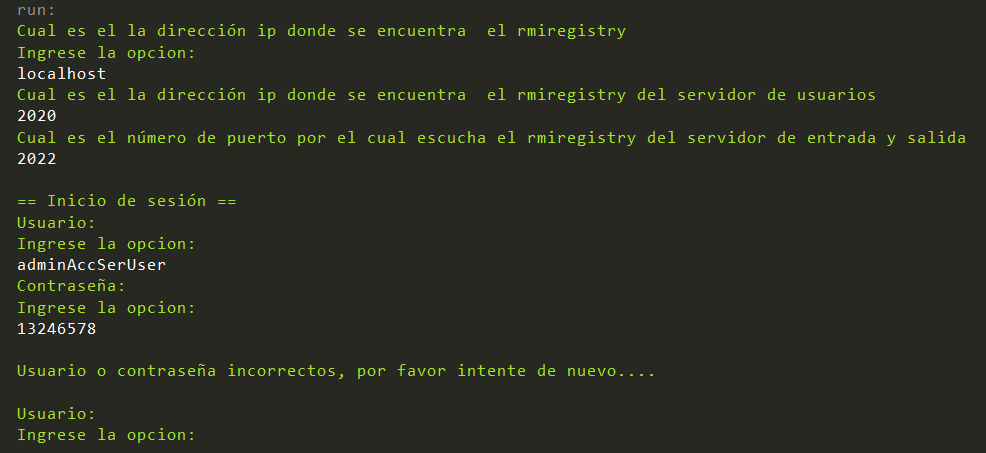 run:
Cual es el la dirección ip donde se encuentra  el rmiregistry
Ingrese la opcion:
localhost
Cual es el la dirección ip donde se encuentra  el rmiregistry del servidor de usuarios
2020
Cual es el número de puerto por el cual escucha el rmiregistry del servidor de entrada y salida
2022
== Inicio de sesión ==
Usuario:
Ingrese la opcion:
adminAccSerUser
Contraseña:
Ingrese la opcion:
13246578
Usuario o contraseña incorrectos, por favor intente de nuevo....
Usuario:
Ingrese la opcion: